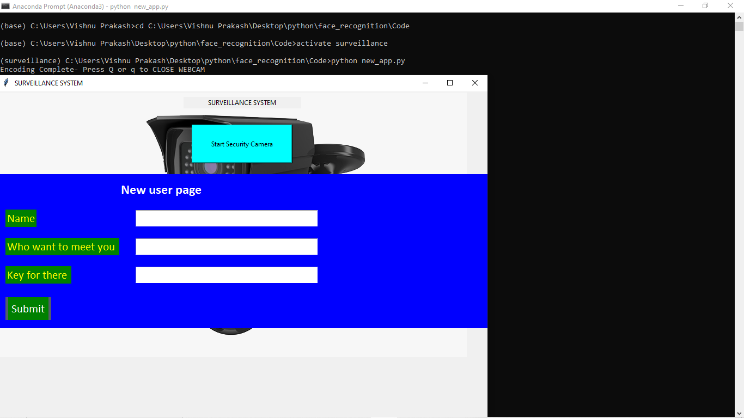 Anaconda Prompt (Anaconda3) - python  new_app.py
(base) C:\Users\Vishnu Prakash>cd C:\Users\Vishnu Prakash\Desktop\python\face_recognition\Code
(base) C:\Users\Vishnu Prakash\Desktop\python\face_recognition\Code>activate surveillance
(surveillance) C:\Users\Vishnu Prakash\Desktop\python\face_recognition\Code>python new_app.py
Encoding Complete- Press Q or q to CLOSE WEBCAM
SURVEILLANCE SYSTEM
SURVEILLANCE SYSTEM
Start Security Camera
New user page
Name
Who want to meet you
Key for there
Submit